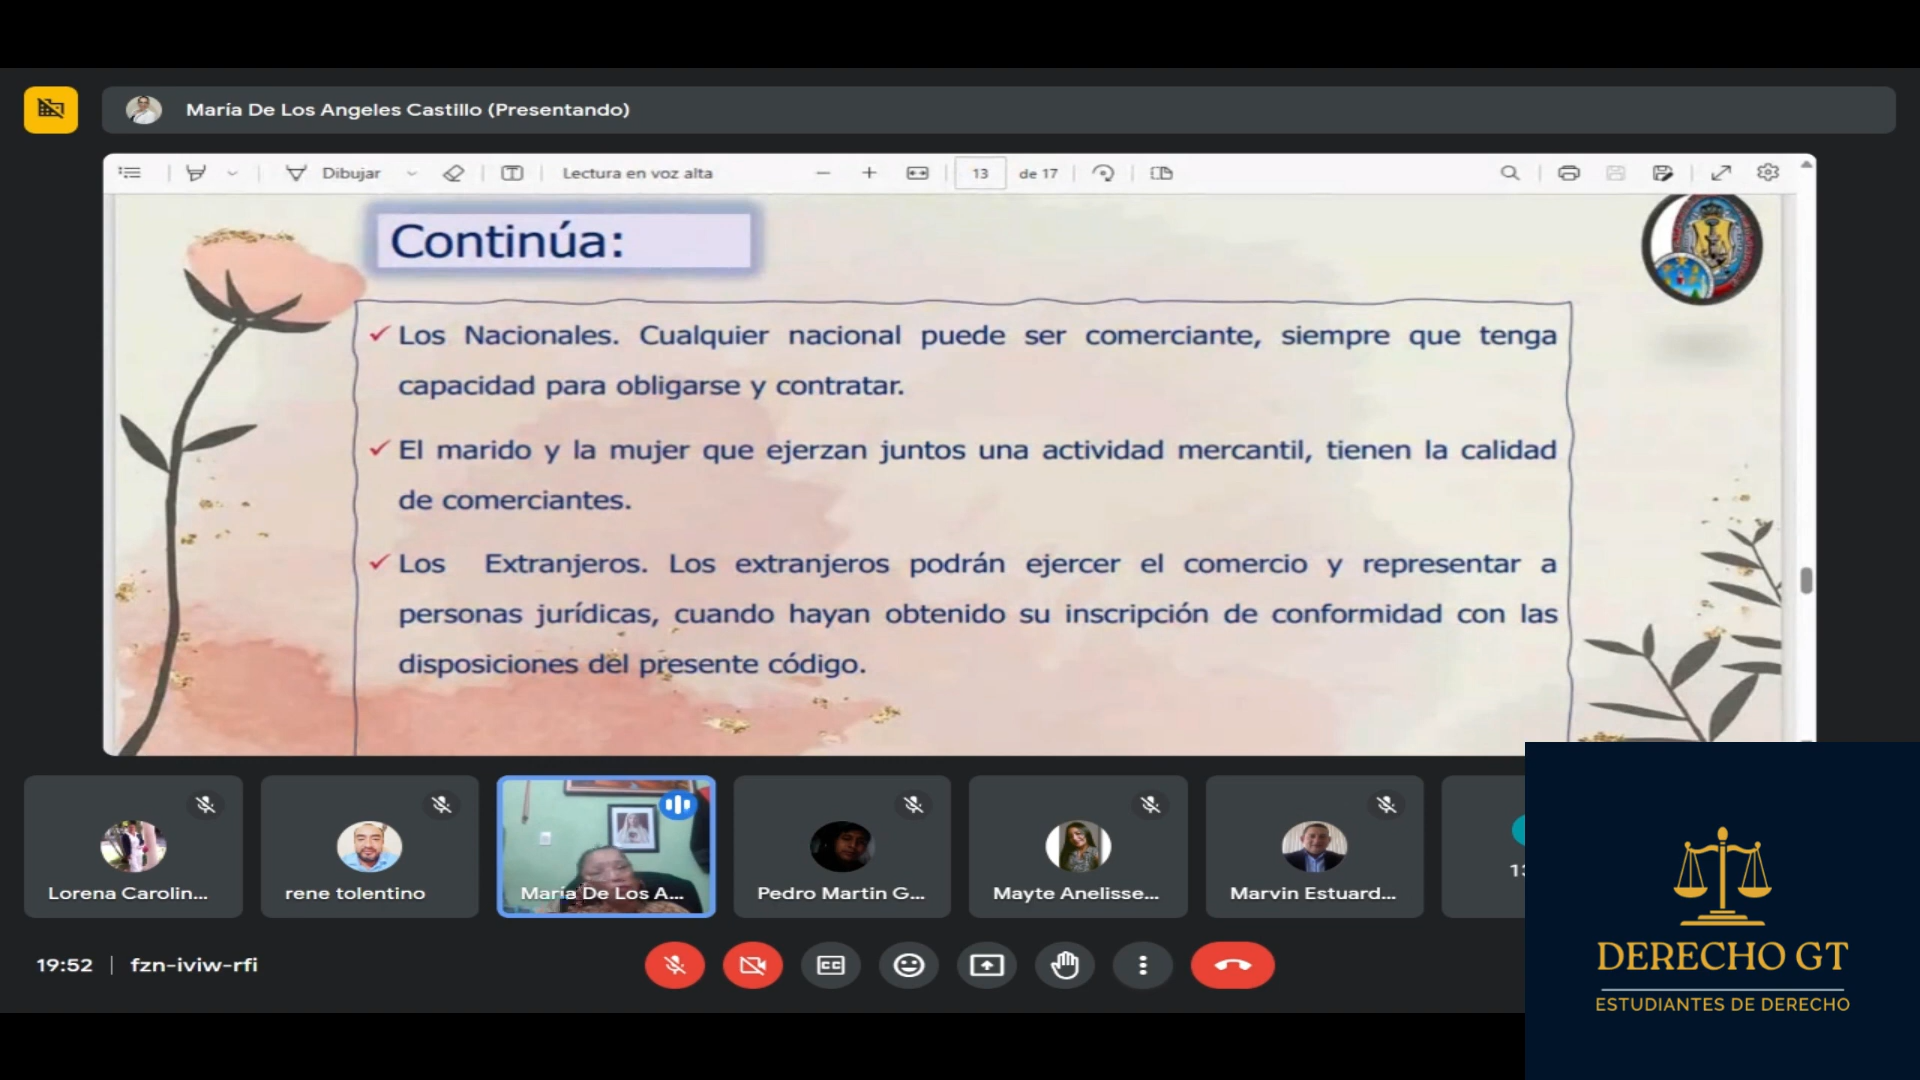 María De Los Angeles Castillo (Presentando)
Dibujar
Lectura en voz alta
13 de 17
Continúa:
Los Nacionales. Cualquier nacional puede ser comerciante, siempre que tenga
capacidad para obligarse y contratar.
El marido y la mujer que ejerzan juntos una actividad mercantil, tienen la calidad
de comerciantes.
Los Extranjeros. Los extranjeros podrán ejercer el comercio y representar a
personas jurídicas, cuando hayan obtenido su inscripción de conformidad con las
disposiciones del presente código.
Lorena Carolin...
rene tolentino
María De Los A...
Pedro Martin G...
Mayte Anelisse...
Marvin Estuard...
19:52 | fzn-iviw-rfi
DERECHO GT
ESTUDIANTES DE DERECHO